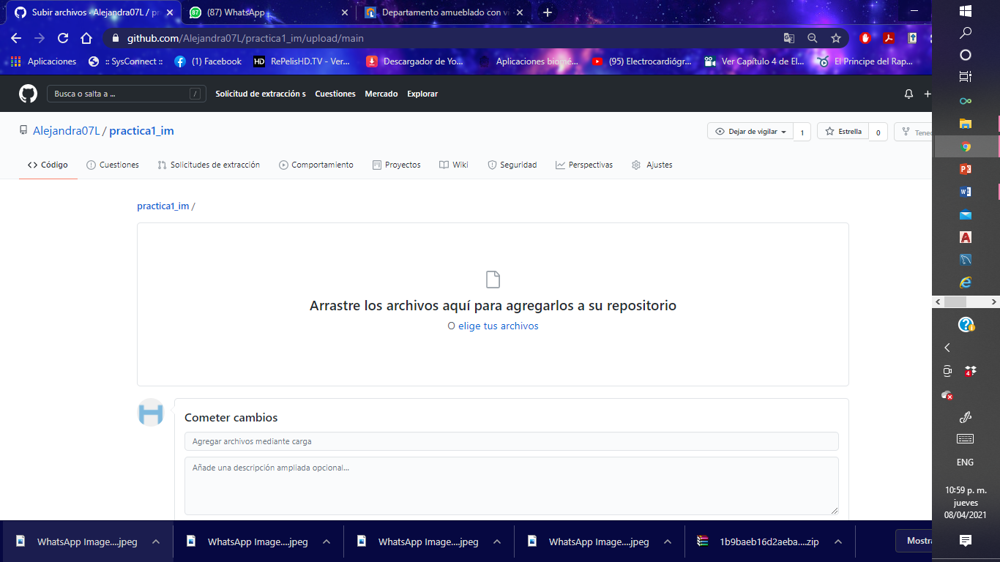 Subir archivos · Alejandra07L / pr
(87) WhatsApp
Departamento amueblado con vi
github.com/Alejandra07L/practica1_im/upload/main
Aplicaciones
:: SysConnect ::
(1) Facebook
HD
RePelisHD.TV - Ver...
Descargador de Yo...
Aplicaciones biomé...
(95) Electrocardiógr...
Ver Capítulo 4 de El...
El Principe del Rap...
Busca o salta a ...
/
Solicitud de extracción s
Cuestiones
Mercado
Explorar
Alejandra07L / practica1_im
Dejar de vigilar
1
Estrella
0
Tened
Código
Cuestiones
Solicitudes de extracción
Comportamiento
Proyectos
Wiki
Seguridad
Perspectivas
Ajustes
practica1_im /
Arrastre los archivos aquí para agregarlos a su repositorio
O elige tus archivos
Cometer cambios
Agregar archivos mediante carga
Añade una descripción ampliada opcional...
WhatsApp Image....jpeg
WhatsApp Image....jpeg
WhatsApp Image....jpeg
WhatsApp Image....jpeg
1b9baeb16d2aeba....zip
Mostra
4
ENG
10:59 p. m.
jueves
08/04/2021